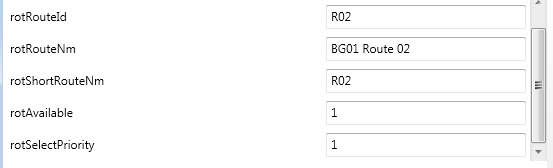 rotRouteId R02
rotRouteNm BG01 Route 02
rotShortRouteNm R02
rotAvailable 1
rotSelectPriority 1